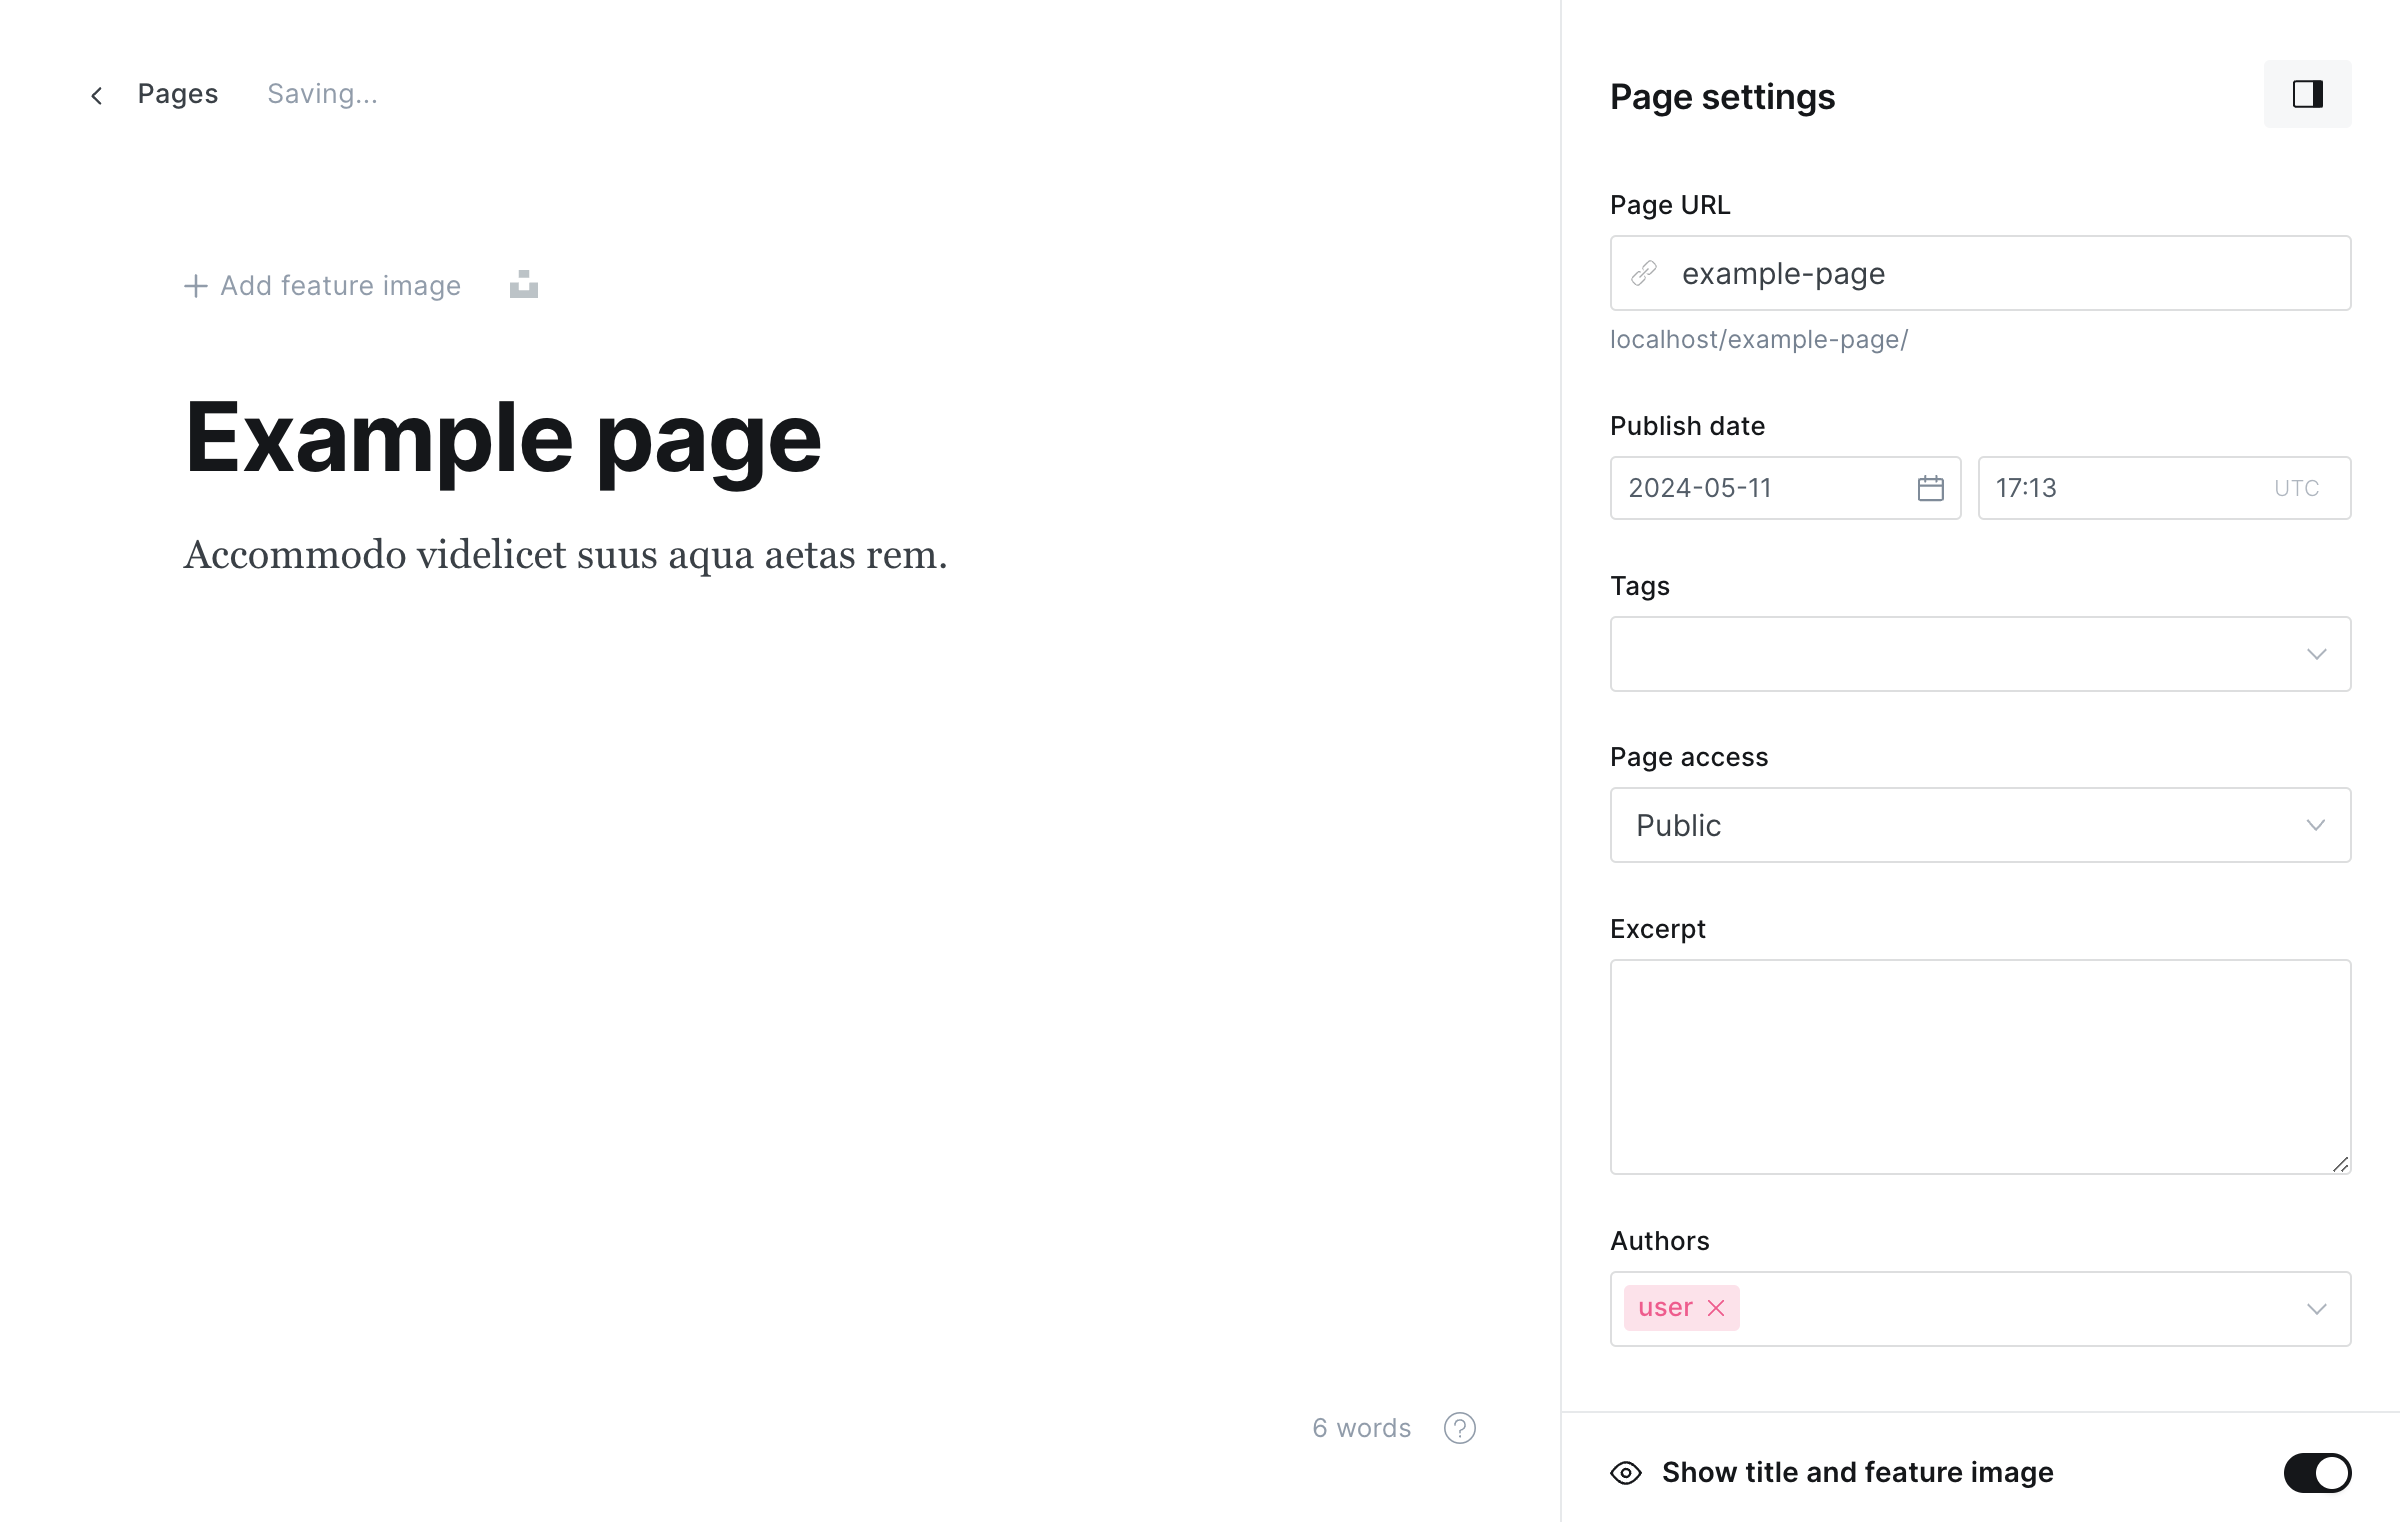 Pages Saving...
Add feature image
Example page
Accommodo videlicet suus aqua aetas rem.
6 words
?
Page settings
Page URL
example-page
localhost/example-page/
Publish date
2024-05-11 17:13 UTC
Tags
Page access
Public
Excerpt
Authors
user
Show title and feature image